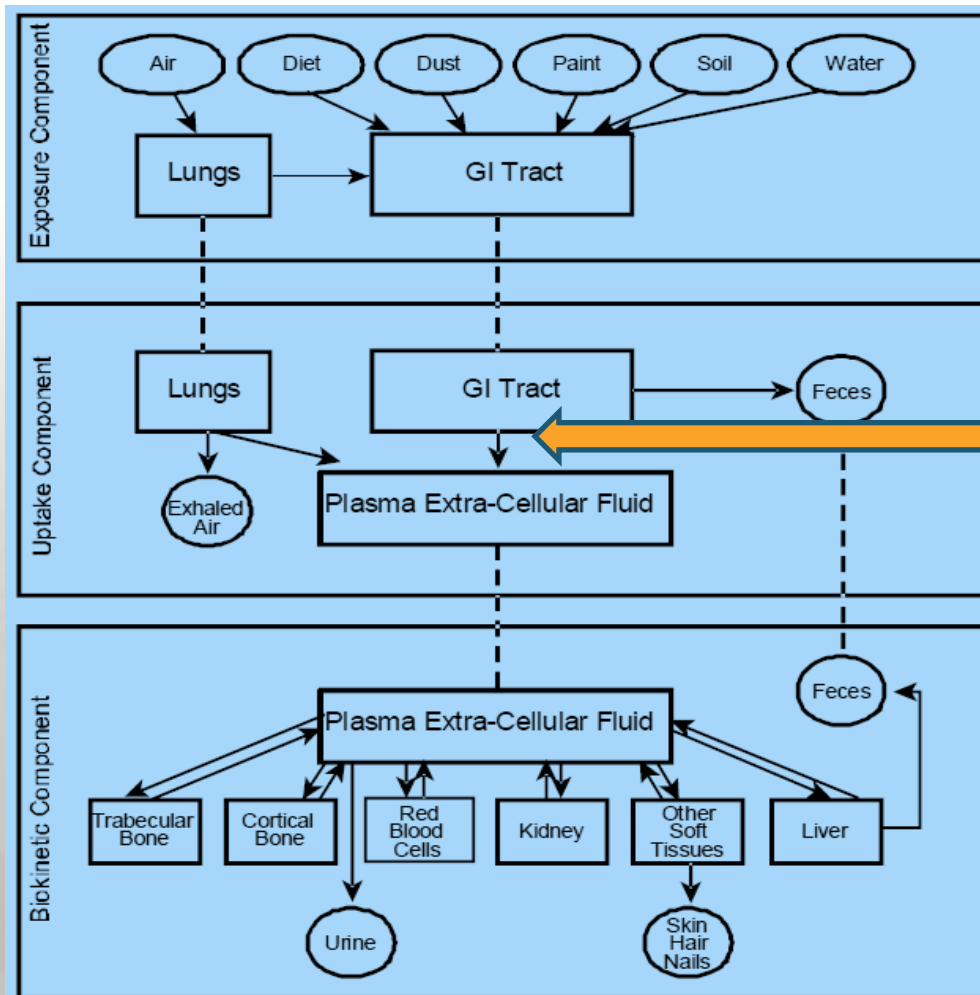 Exposure Component
Air
Diet
Dust
Paint
Soil
Water
Lungs
GI Tract
Uptake Component
Lungs
GI Tract
Feces
Exhaled
Air
Plasma Extra-Cellular Fluid
Biokinetic Component
Feces
Plasma Extra-Cellular Fluid
Trabecular
Bone
Cortical
Bone
Red
Blood
Cells
Kidney
Other
Soft
Tissues
Liver
Urine
Skin
Hair
Nails